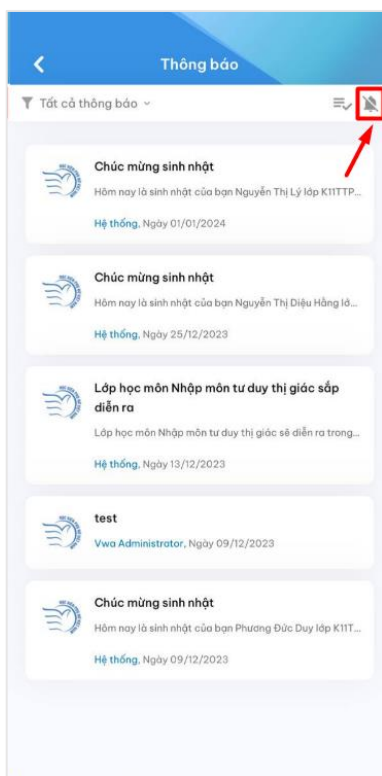 Thông báo
Tất cả thông báo
Chúc mừng sinh nhật
Hôm nay là sinh nhật của bạn Nguyễn Thị Lý lớp K11TTP...
Hệ thống, Ngày 01/01/2024
Chúc mừng sinh nhật
Hôm nay là sinh nhật của bạn Nguyễn Thị Diệu Hằng lớ...
Hệ thống, Ngày 25/12/2023
Lớp học môn Nhập môn tư duy thị giác sắp
diễn ra
Lớp học môn Nhập môn tư duy thị giác sẽ diễn ra trong...
Hệ thống, Ngày 13/12/2023
test
Vwa Administrator, Ngày 09/12/2023
Chúc mừng sinh nhật
Hôm nay là sinh nhật của bạn Phương Đức Duy lớp K11T...
Hệ thống, Ngày 09/12/2023